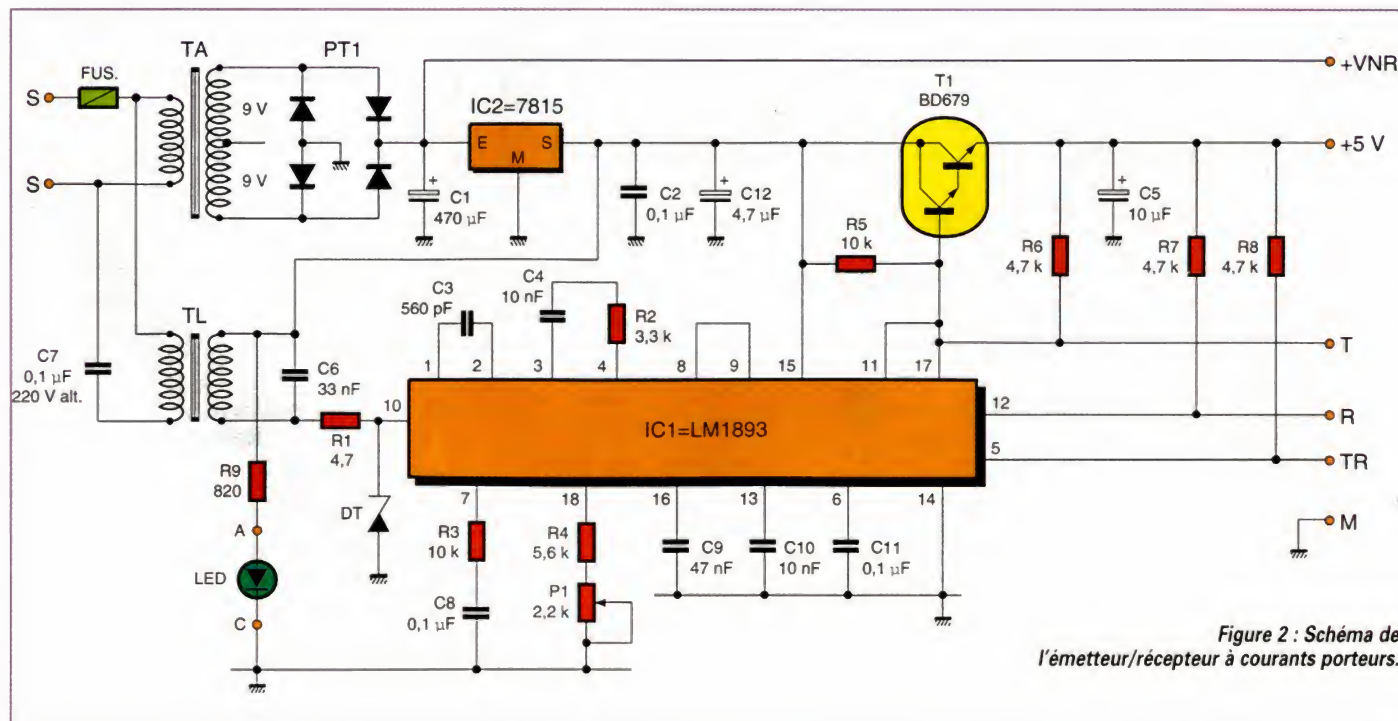 TA
PT1
FUS.
S
S
9 V
9 V
IC2=7815
E
S
M
C1
470 µF
C2
0,1 µF
C12
4,7 µF
T1
BD679
+VNR
+5 V
C5
10 µF
R5
10 k
R6
4,7 k
R7
4,7 k
R8
4,7 k
TL
C7
0,1 µF
220 V alt.
C6
33 nF
R1
4,7
C3
560 pF
C4
10 nF
R2
3,3 k
1
2
3
4
8
9
15
11
17
10
12
5
IC1=LM1893
T
R
TR
M
R9
820
A
LED
C
DT
7
18
16
13
6
14
R3
10 k
C8
0,1 µF
R4
5,6 k
P1
2,2 k
C9
47 nF
C10
10 nF
C11
0,1 µF
Figure 2 : Schéma de
l'émetteur/récepteur à courants porteurs.